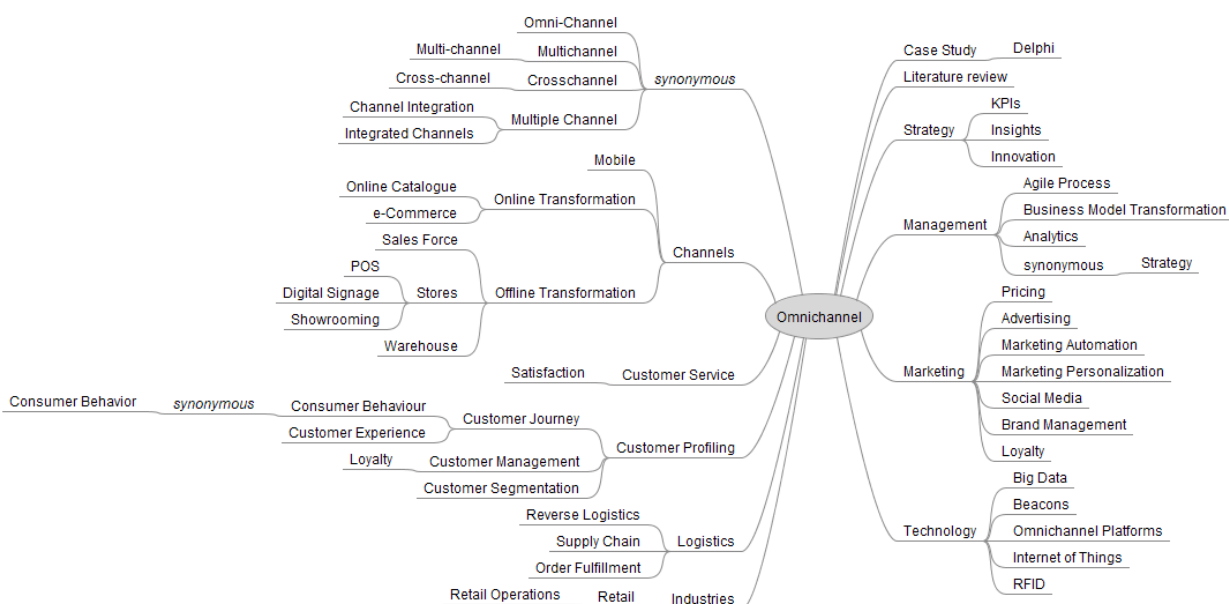 Omnichannel
synonymous
Omni-Channel
Multichannel
Multi-channel
Crosschannel
Cross-channel
Multiple Channel
Channel Integration
Integrated Channels
Channels
Mobile
Online Transformation
Online Catalogue
e-Commerce
Offline Transformation
Sales Force
Stores
POS
Digital Signage
Showrooming
Warehouse
Customer Service
Satisfaction
Customer Profiling
Customer Journey
Consumer Behaviour
synonymous
Consumer Behavior
Customer Experience
Customer Management
Loyalty
Customer Segmentation
Logistics
Reverse Logistics
Supply Chain
Order Fulfillment
Industries
Retail
Retail Operations
Case Study
Delphi
Literature review
Strategy
KPIs
Insights
Innovation
Management
Agile Process
Business Model Transformation
Analytics
synonymous
Strategy
Marketing
Pricing
Advertising
Marketing Automation
Marketing Personalization
Social Media
Brand Management
Loyalty
Technology
Big Data
Beacons
Omnichannel Platforms
Internet of Things
RFID